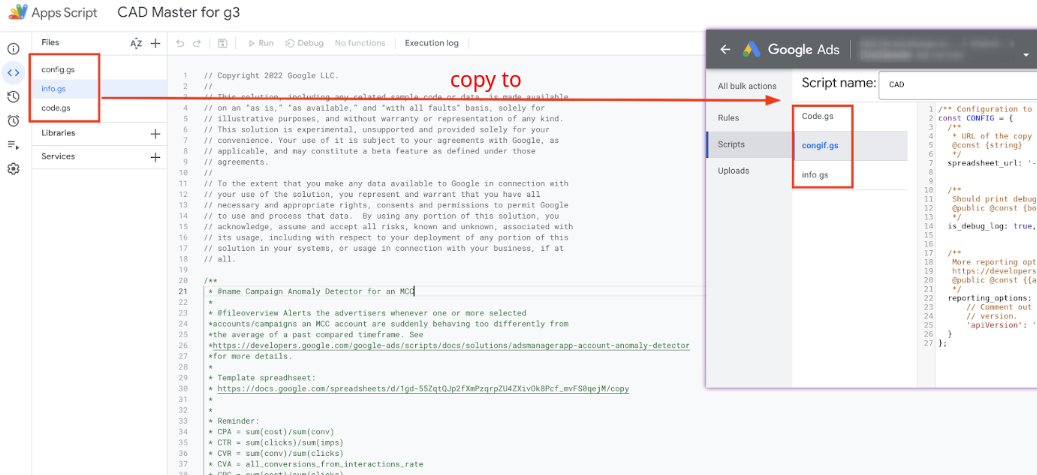 Apps Script
CAD Master for g3
Files
Run
Debug
No functions
Execution log
config.gs
info.gs
code.gs
Libraries
Services
copy to
1 // Copyright 2022 Google LLC.
2 //
3 // This solution, including any related sample code or data, is made available
4 // on an "as is," "as available," and "with all faults" basis, solely for
5 // illustrative purposes, and without warranty or representation of any kind.
6 // This solution is experimental, unsupported and provided solely for your
7 // convenience. Your use of it is subject to your agreements with Google, as
8 // applicable, and may constitute a beta feature as defined under those
9 // agreements.
10 //
11 // To the extent that you make any data available to Google in connection with
12 // your use of the solution, you represent and warrant that you have all
13 // necessary and appropriate rights, consents and permissions to permit Google
14 // to use and process that data.  By using any portion of this solution, you
15 // acknowledge, assume and accept all risks, known and unknown, associated with
16 // its usage, including with respect to your deployment of any portion of this
17 // solution in your systems, or usage in connection with your business, if at
18 // all.
19
20 /**
21 * @name Campaign Anomaly Detector for an MCC
22 *
23 * @fileoverview Alerts the advertisers whenever one or more selected
24 *accounts/campaigns an MCC account are suddenly behaving too differently from
25 *the average of a past compared timeframe. See
26 *https://developers.google.com/google-ads/scripts/docs/solutions/adsmanagerapp-account-anomaly-detector
27 *for more details.
28 *
29 * Template spreadhseet:
30 * https://docs.google.com/spreadsheets/d/1gd-55ZqtQJp2fXmPzqrpZU4ZXivOk8Pcf_mvFS0qejM/copy
31 *
32 *
33 * Reminder:
34 * CPA = sum(cost)/sum(conv)
35 * CTR = sum(clicks)/sum(imps)
36 * CVR = sum(conv)/sum(clicks)
37 * CVA = all_conversions_from_interactions_rate
38 * CPC = sum(cost)/sum(clicks)
Google Ads
All bulk actions
Rules
Scripts
Uploads
Script name:
CAD
Code.gs
congif.gs
info.gs
1 /** Configuration to
2 const CONFIG = {
3 /**
4 * URL of the copy
5 @const {string}
6 */
7 spreadsheet_url: '-
8
9
10 /**
11 Should print debug
12 @public @const {bo
13 */
14 is_debug_log: true,
15
16
17 /**
18 More reporting opt
19 https://developers
20 @public @const {{a
21 */
22 reporting_options:
23 // Comment out
24 // version.
25 'apiVersion': '
26 }
27 };